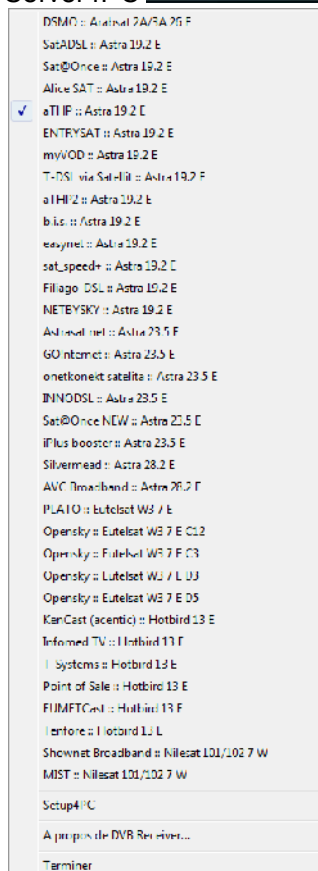 DSMO :: Arabsat 2A/3A 26 E
SatADSL :: Astra 19.2 E
Sat@Once :: Astra 19.2 E
Alice SAT :: Astra 19.2 E
aTHP :: Astra 19.2 E
ENTRYSAT :: Astra 19.2 E
myVOD :: Astra 19.2 E
T-DSL via Satellit :: Astra 19.2 E
aTHP2 :: Astra 19.2 E
b.i.s. :: Astra 19.2 E
easynet :: Astra 19.2 E
sat_speed+ :: Astra 19.2 E
Filiago DSL :: Astra 19.2 E
NETBYSKY :: Astra 19.2 E
Astrasat net :: Astra 23.5 E
GOInternet :: Astra 23.5 E
onetkonekt satelita :: Astra 23.5 E
INNODSL :: Astra 23.5 E
Sat@Once NEW :: Astra 23.5 E
iPlus booster :: Astra 23.5 E
Silvermead :: Astra 28.2 E
AVC Broadband :: Astra 28.2 E
PLATO :: Eutelsat W3 7 E
Opensky :: Eutelsat W3 7 E C12
Opensky :: Eutelsat W3 7 E C3
Opensky :: Eutelsat W3 7 E D3
Opensky :: Eutelsat W3 7 E D5
KenCast (acentic) :: Hotbird 13 E
Infomed TV :: Hotbird 13 E
T Systems :: Hotbird 13 E
Point of Sale :: Hotbird 13 E
EUMETCast :: Hotbird 13 E
Tenfore :: Hotbird 13 E
Shownet Broadband :: Nilesat 101/102 7 W
MIST :: Nilesat 101/102 7 W
Setup4PC
A propos de DVB Receiver...
Terminer